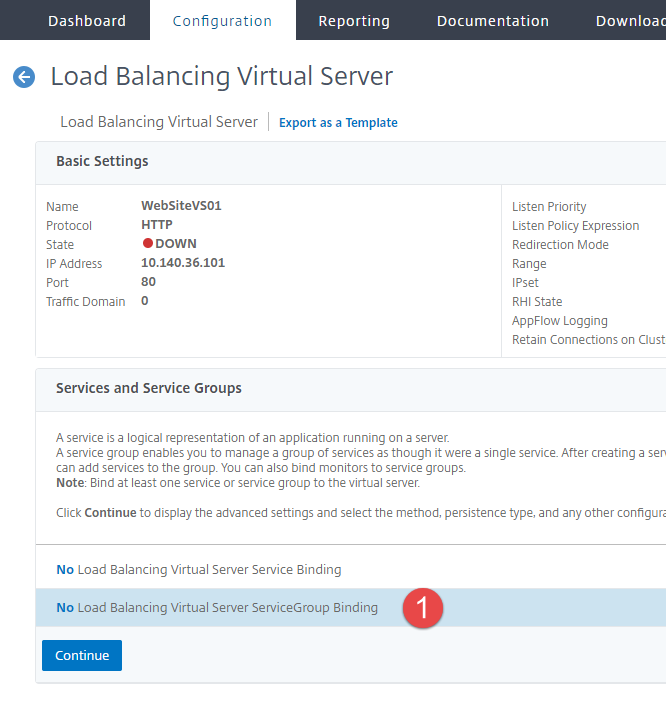 Dashboard Configuration Reporting Documentation Download
Load Balancing Virtual Server
Load Balancing Virtual Server Export as a Template
Basic Settings
Name WebSiteVS01
Protocol HTTP
State DOWN
IP Address 10.140.36.101
Port 80
Traffic Domain 0
Listen Priority
Listen Policy Expression
Redirection Mode
Range
IPset
RHI State
AppFlow Logging
Retain Connections on Clust
Services and Service Groups
A service is a logical representation of an application running on a server.
A service group enables you to manage a group of services as though it were a single service. After creating a ser
can add services to the group. You can also bind monitors to service groups.
Note: Bind at least one service or service group to the virtual server.
Click Continue to display the advanced settings and select the method, persistence type, and any other configura
No Load Balancing Virtual Server Service Binding
No Load Balancing Virtual Server ServiceGroup Binding 1
Continue